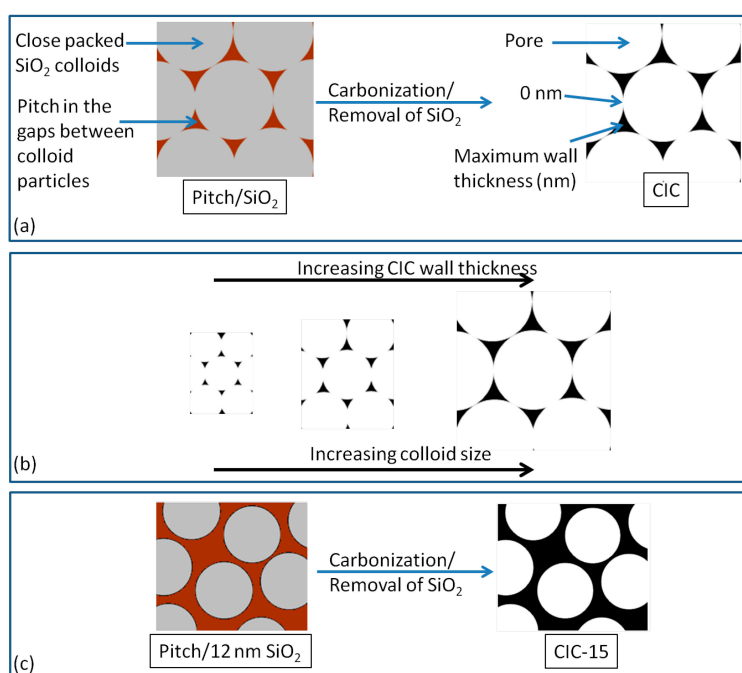 Close packed
SiO₂ colloids
Pitch in the
gaps between
colloid
particles
Pitch/SiO₂
Carbonization/
Removal of SiO₂
Pore
0 nm
Maximum wall
thickness (nm)
CIC
(a)
Increasing CIC wall thickness
Increasing colloid size
(b)
Pitch/12 nm SiO₂
Carbonization/
Removal of SiO₂
CIC-15
(c)